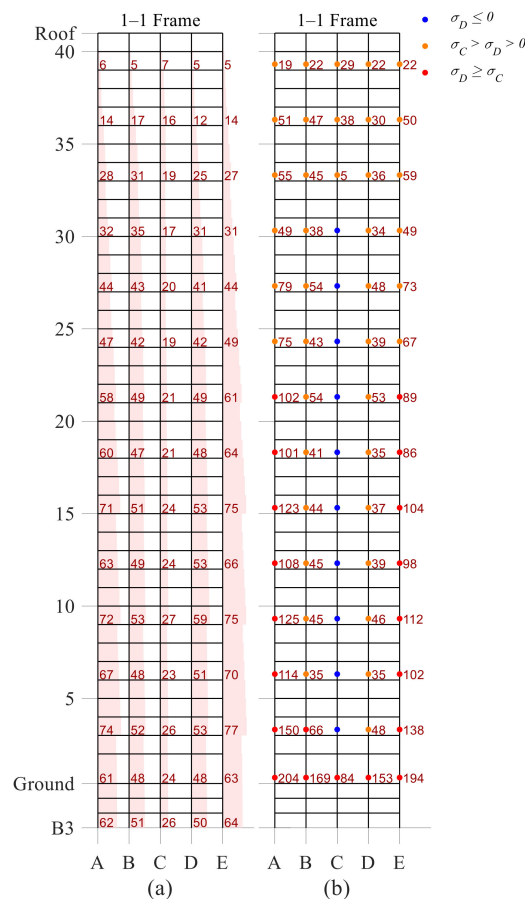 1–1 Frame 1–1 Frame
σD ≤ 0
σC > σD > 0
σD ≥ σC
Roof
40
6 5 7 5 5 19 22 29 22 22
14 17 16 12 14 51 47 38 30 50
35
28 31 19 25 27 55 45 5 36 59
30
32 35 17 31 31 49 38 34 49
44 43 20 41 44 79 54 48 73
25
47 42 19 42 49 75 43 39 67
58 49 21 49 61 102 54 53 89
20
60 47 21 48 64 101 41 35 86
15
71 51 24 53 75 123 44 37 104
63 49 24 53 66 108 45 39 98
10
72 53 27 59 75 125 45 46 112
67 48 23 51 70 114 35 35 102
5
74 52 26 53 77 150 66 48 138
Ground
61 48 24 48 63 204 169 84 153 194
B3
62 51 26 50 64
A B C D E A B C D E
(a) (b)